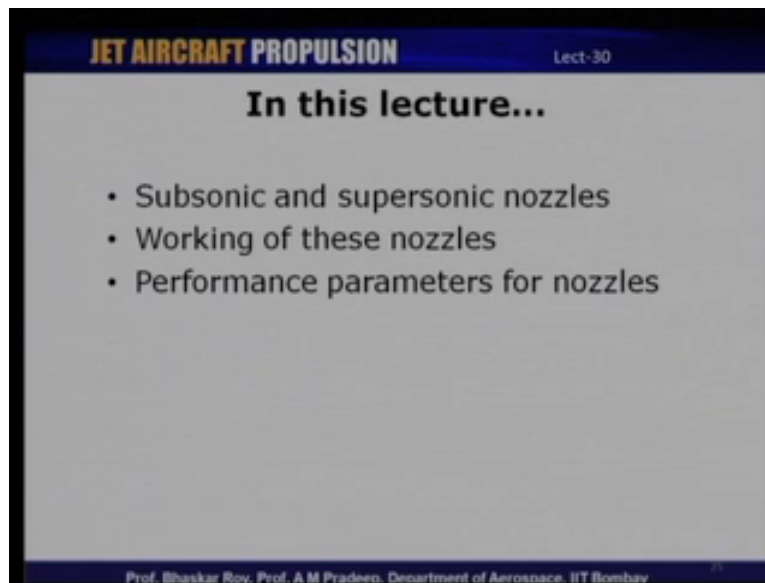 JET AIRCRAFT PROPULSION Lect-30
In this lecture...
• Subsonic and supersonic nozzles
• Working of these nozzles
• Performance parameters for nozzles
Prof. Bhaskar Roy, Prof. A M Pradeep, Department of Aerospace, IIT Bombay